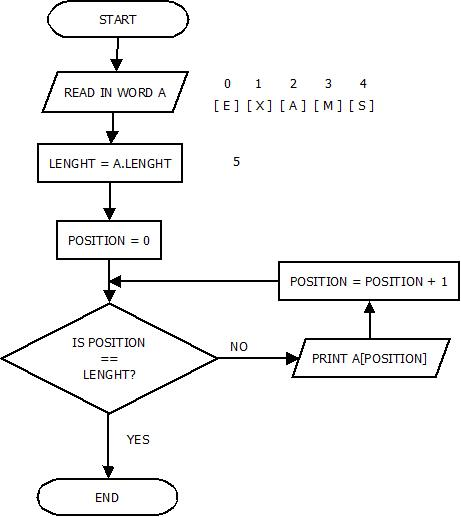 START
READ IN WORD A
0 1 2 3 4
[ E ] [ X ] [ A ] [ M ] [ S ]
LENGHT = A.LENGHT
5
POSITION = 0
POSITION = POSITION + 1
IS POSITION
==
LENGHT?
NO
PRINT A[POSITION]
YES
END